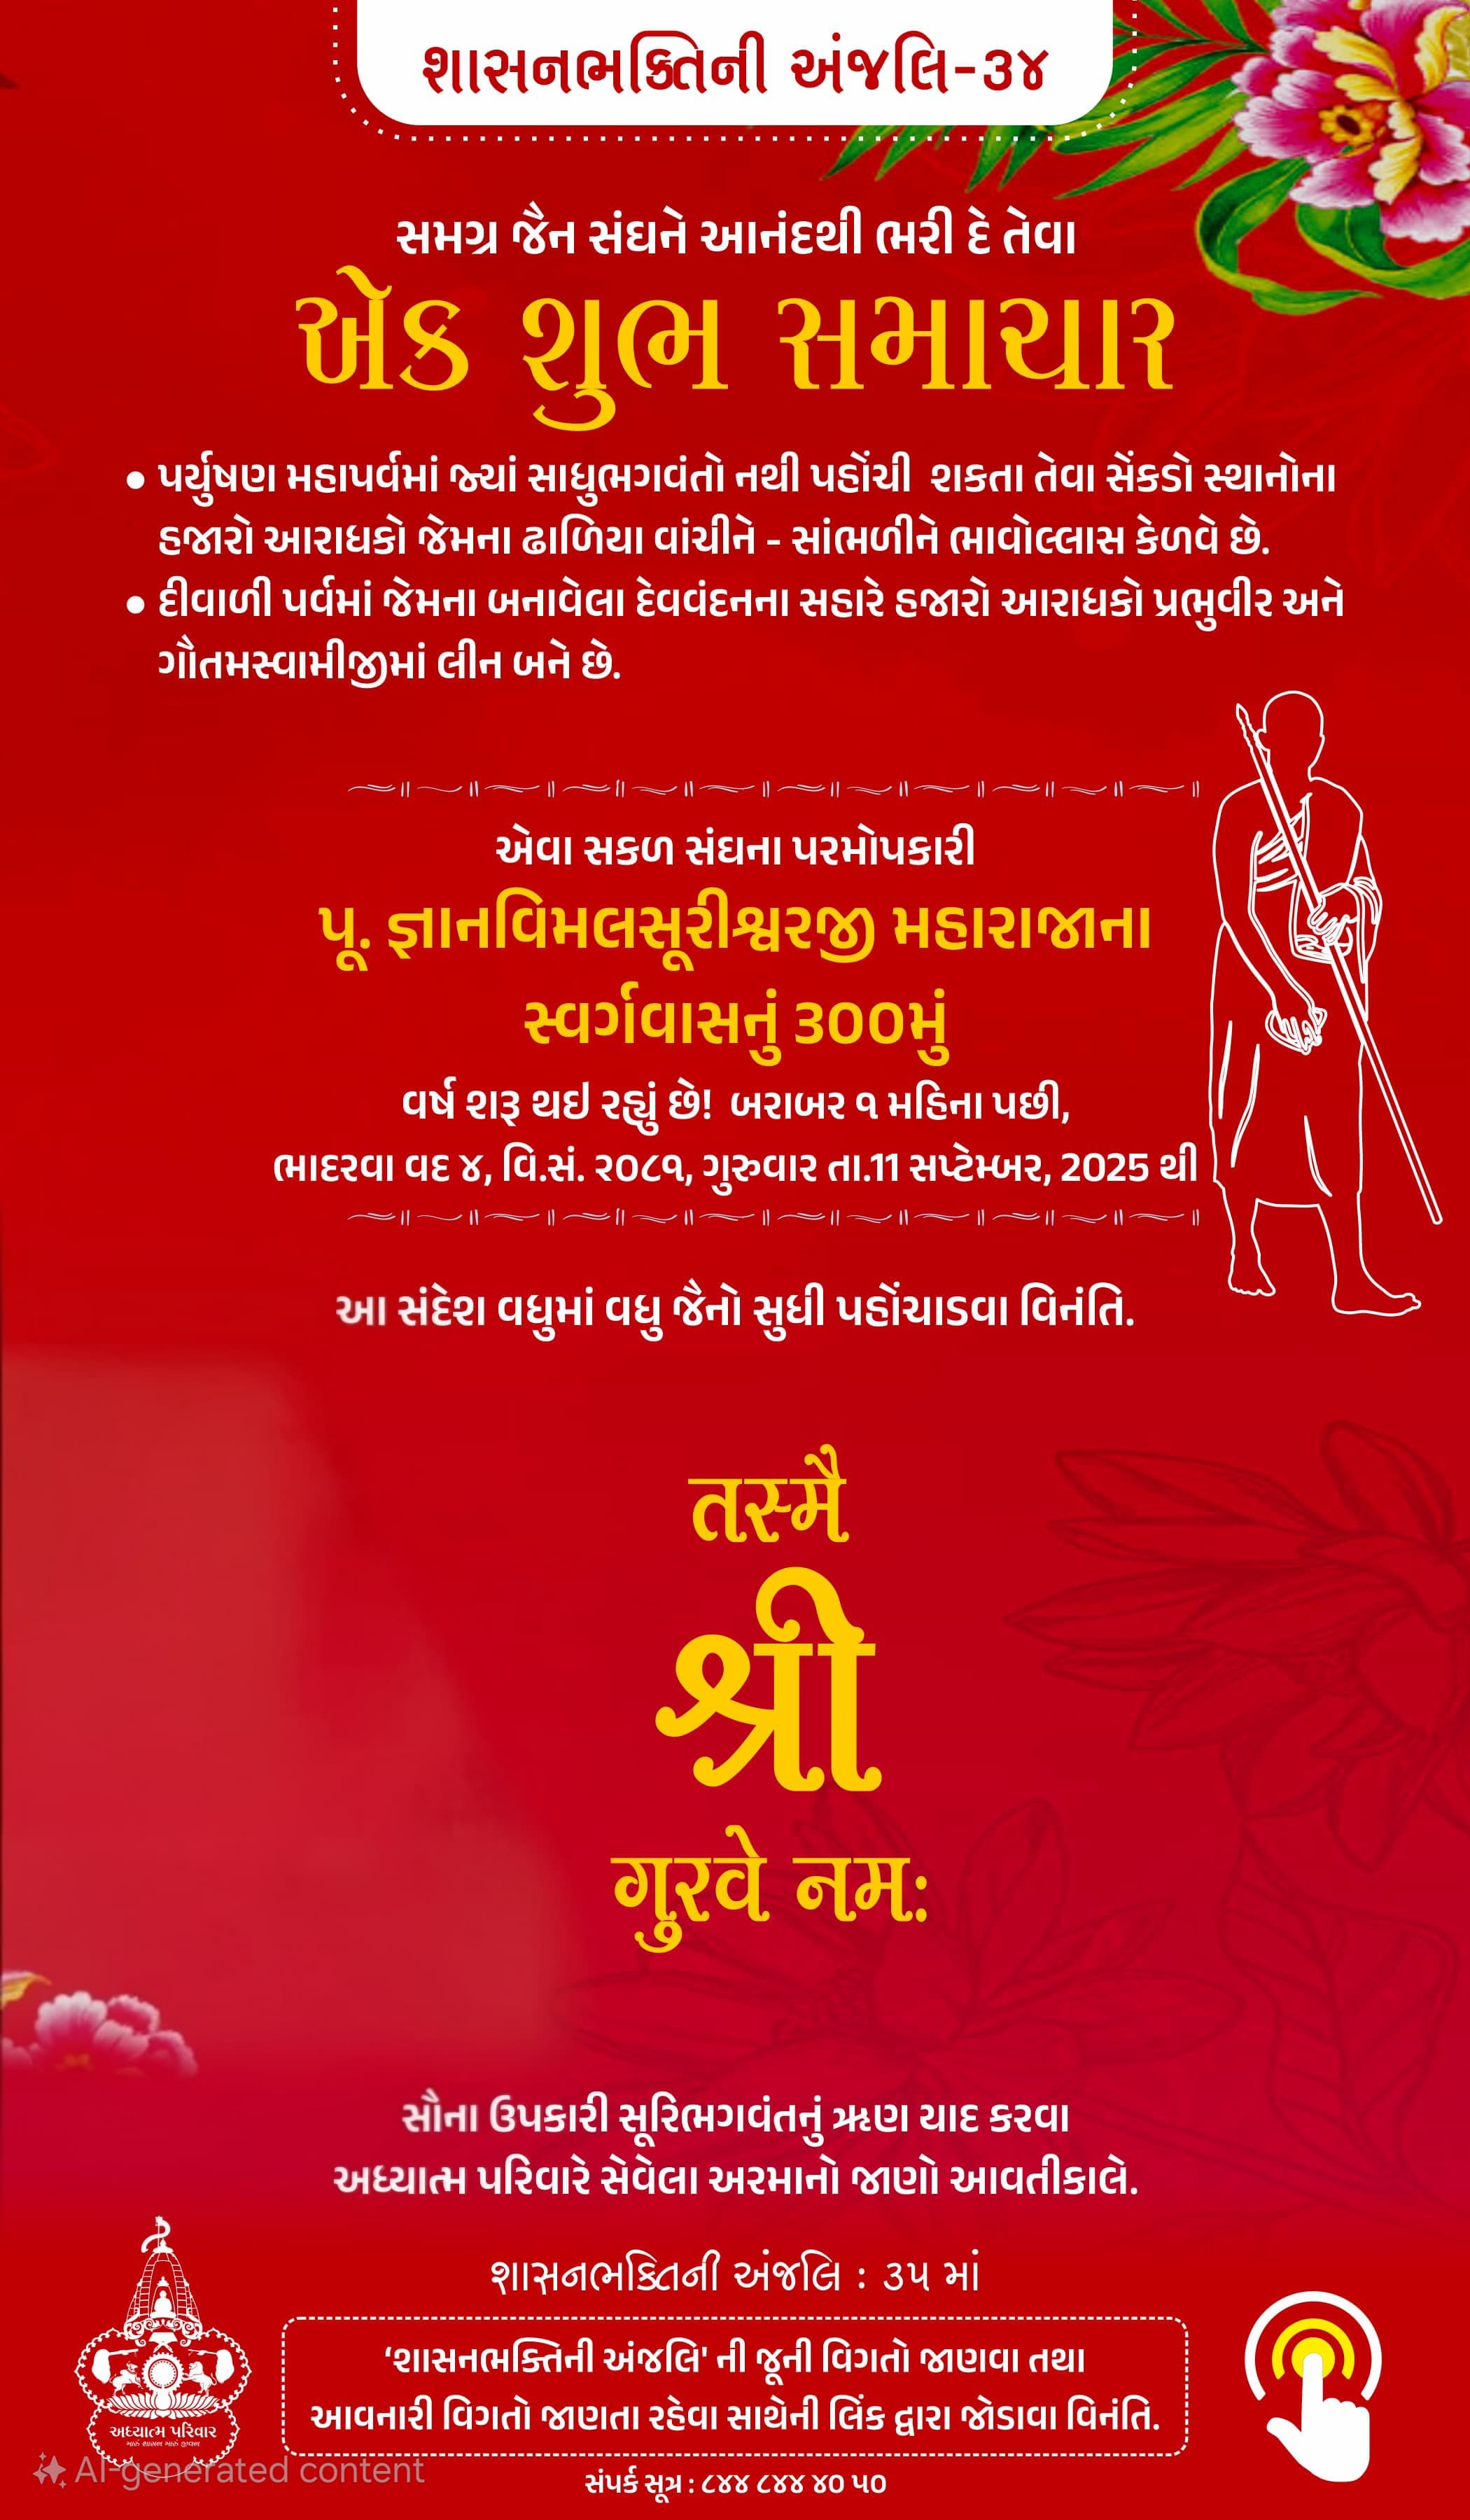 શાસનભક્તિની અંજલિ-૩૪
સમગ્ર જૈન સંઘને આનંદથી ભરી દે તેવા
એક શુભ સમાચાર
• પર્યુષણ મહાપર્વમાં જ્યાં સાધુભગવંતો નથી પહોંચી શકતા તેવા સેંકડો સ્થાનોના
હજારો આરાધકો જેમના ઢાળિયા વાંચીને - સાંભળીને ભાવોલ્લાસ કેળવે છે.
• દીવાળી પર્વમાં જેમના બનાવેલા દેવવંદનના સહારે હજારો આરાધકો પ્રભુવીર અને
ગૌતમસ્વામીજીમાં લીન બને છે.
એવા સકળ સંઘના પરમોપકારી
પૂ. જ્ઞાનવિમલસૂરીશ્વરજી મહારાજાના
સ્વર્ગવાસનું ૩૦૦મું
વર્ષ શરૂ થઈ રહ્યું છે! બરાબર ૧ મહિના પછી,
ભાદરવા વદ ૪, વિ.સં. ૨૦૮૧, ગુરુવાર તા.11 સપ્ટેમ્બર, 2025 થી
આ સંદેશ વધુમાં વધુ જૈનો સુધી પહોંચાડવા વિનંતિ.
તસ્મૈ
શ્રી
ગુરવે નમ:
સૌના ઉપકારી સૂરિભગવંતનું ઋણ યાદ કરવા
અધ્યાત્મ પરિવારે સેવેલા અરમાનો જાણો આવતીકાલે.
શાસનભક્તિની અંજલિ : ૩૫ માં
‘શાસનભક્તિની અંજલિ' ની જૂની વિગતો જાણવા તથા
આવનારી વિગતો જાણતા રહેવા સાથેની લિંક દ્વારા જોડાવા વિનંતિ.
અધ્યાત્મ પરિવાર
મારું શાસન મારું જીવન
AI-generated content
સંપર્ક સૂત્ર : ૮૪૪ ૮૪૪ ૪૦ ૫૦